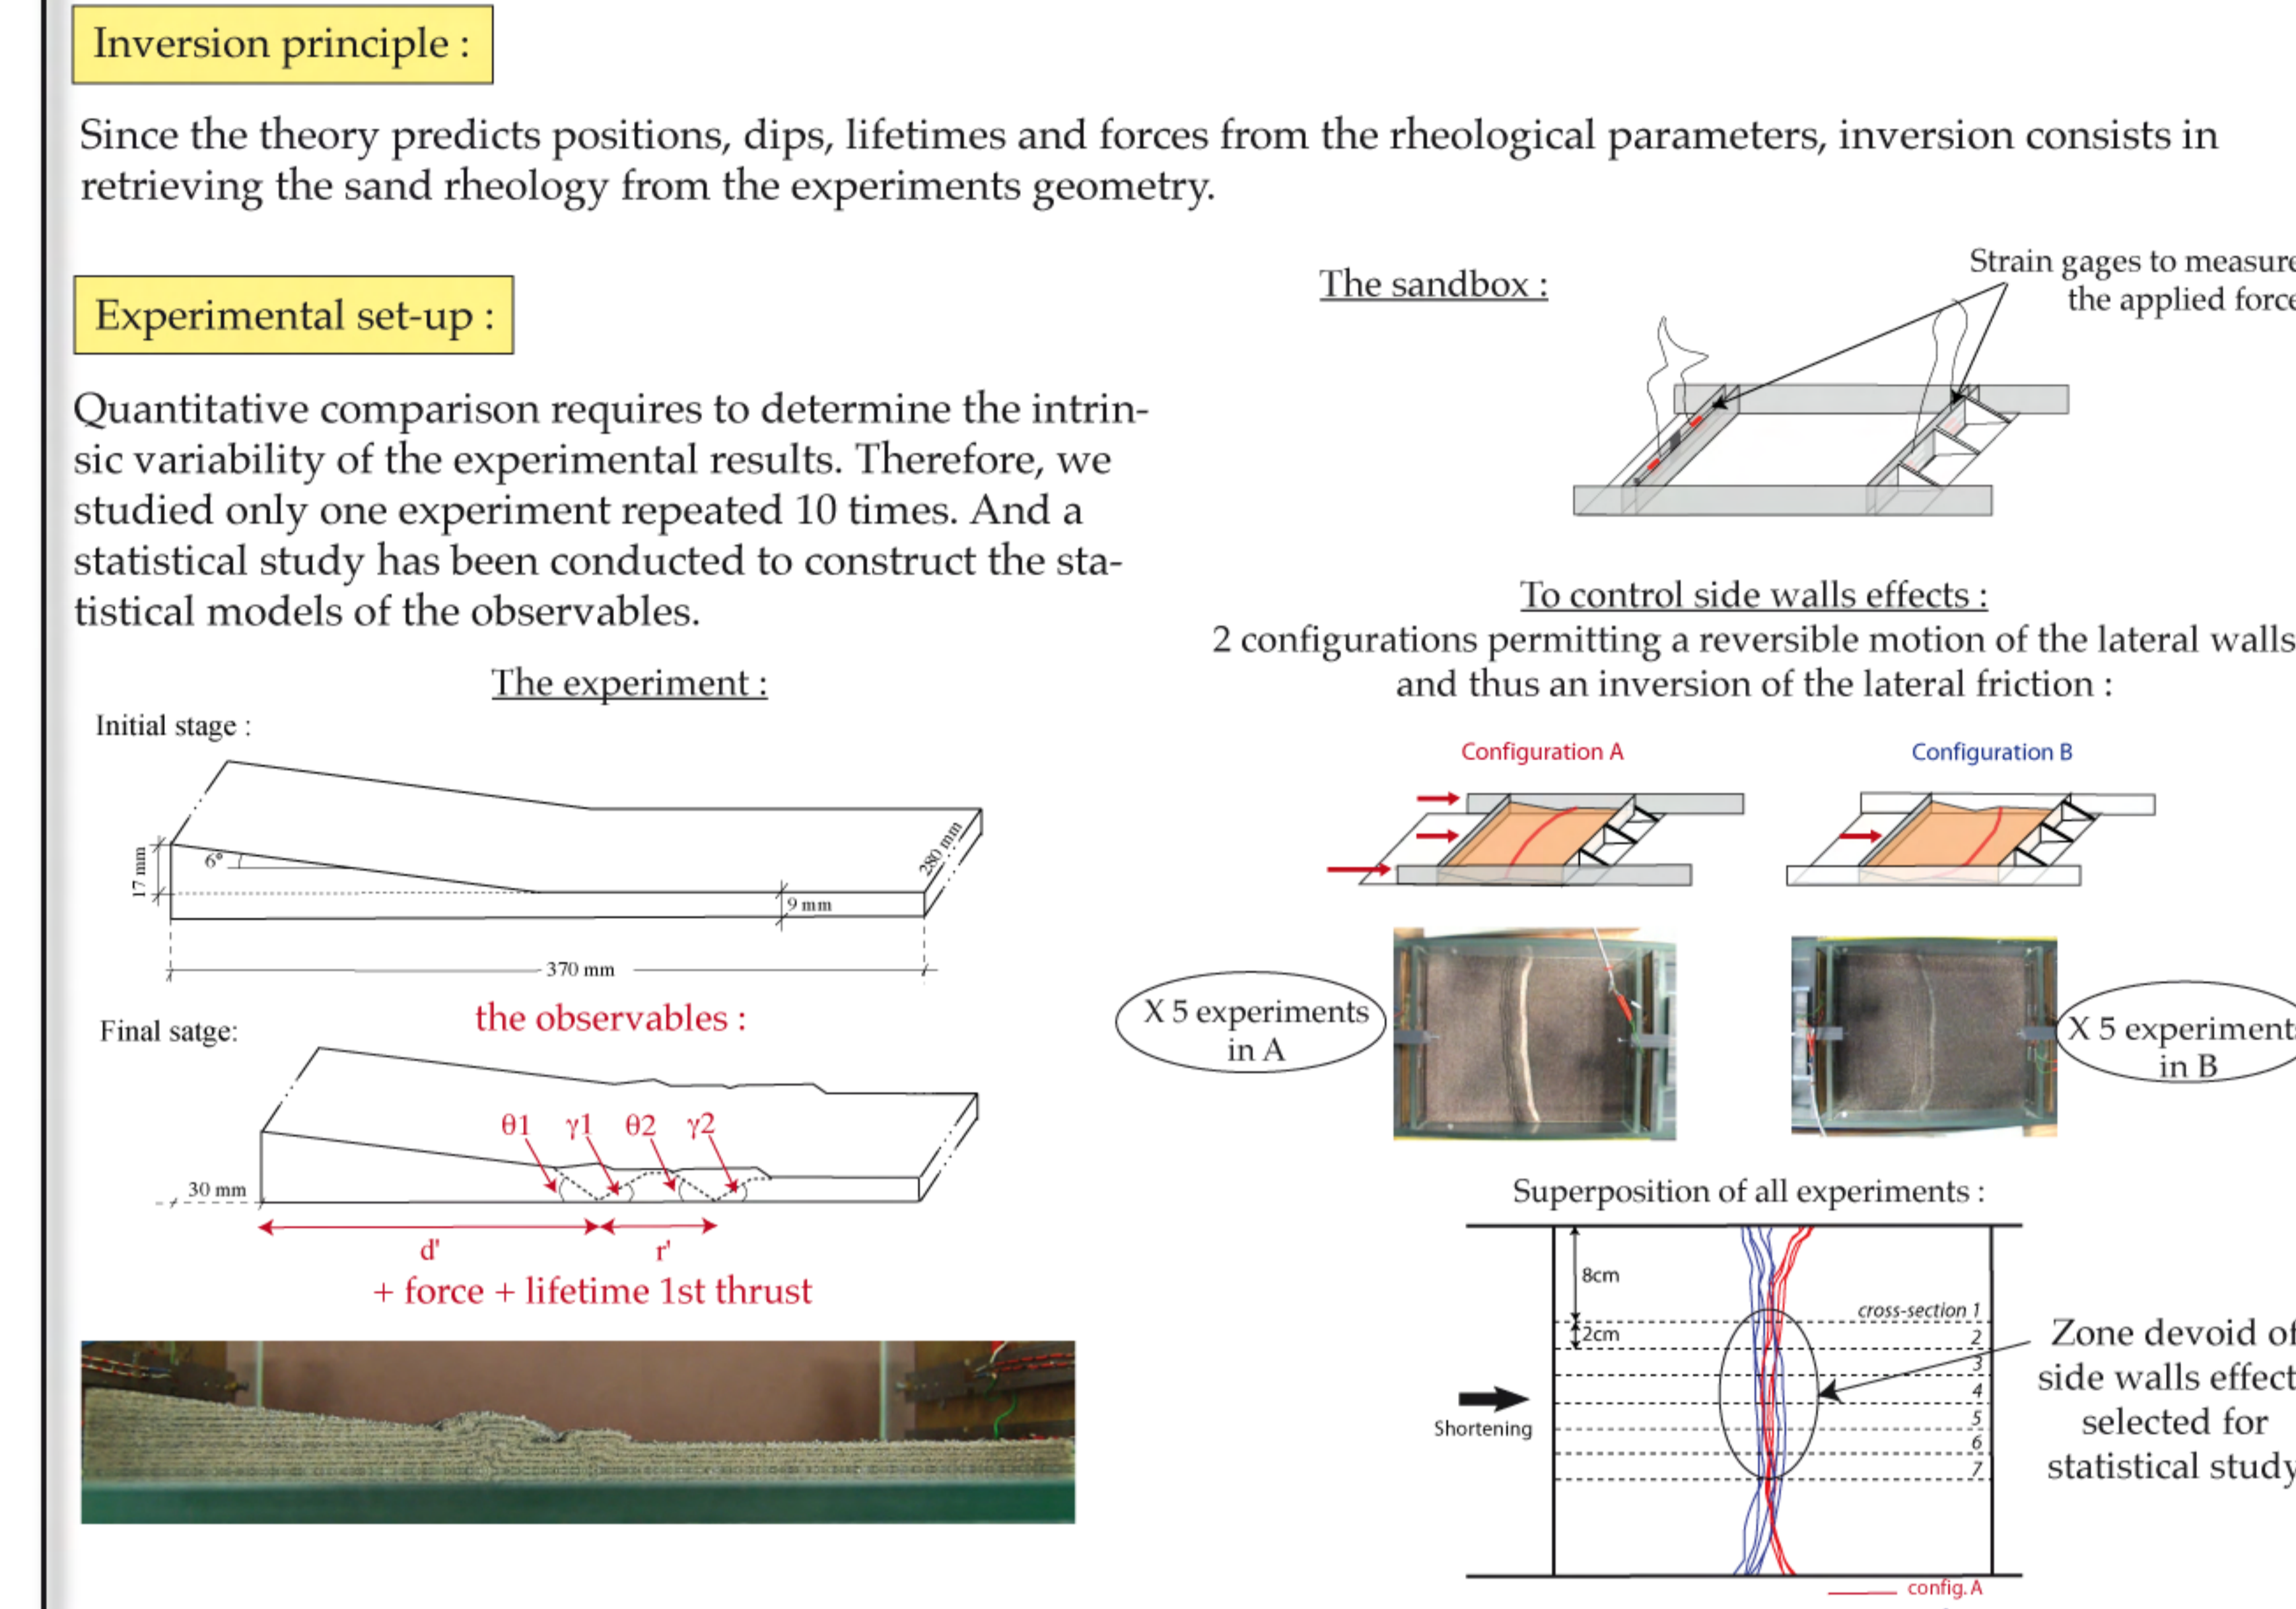 Inversion principle :
Since the theory predicts positions, dips, lifetimes and forces from the rheological parameters, inversion consists in
retrieving the sand rheology from the experiments geometry.
Experimental set-up :
Quantitative comparison requires to determine the intrin-
sic variability of the experimental results. Therefore, we
studied only one experiment repeated 10 times. And a
statistical study has been conducted to construct the sta-
tistical models of the observables.
The experiment :
Initial stage :
17 mm
6°
280 mm
9 mm
370 mm
the observables :
Final satge:
θ1 γ1 θ2 γ2
30 mm
d' r'
+ force + lifetime 1st thrust
The sandbox :
Strain gages to measure
the applied force
To control side walls effects :
2 configurations permitting a reversible motion of the lateral walls
and thus an inversion of the lateral friction :
Configuration A
Configuration B
X 5 experiments
in A
X 5 experiment
in B
Superposition of all experiments :
8cm
cross-section 1
2cm
2
3
4
5
6
7
Shortening
Zone devoid of
side walls effect
selected for
statistical study
config. A